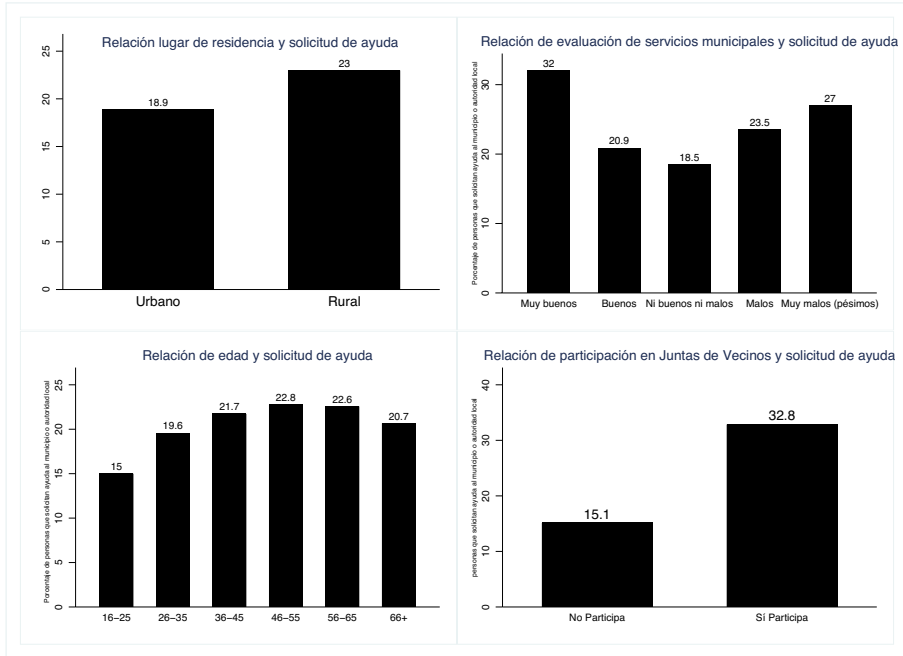 Relación lugar de residencia y solicitud de ayuda
25
20
15
10
5
0
18.9
23
Urbano
Rural
Relación de evaluación de servicios municipales y solicitud de ayuda
Porcentaje de personas que solicitan ayuda al municipio o autoridad local
30
20
10
0
32
20.9
18.5
23.5
27
Muy buenos
Buenos
Ni buenos ni malos
Malos
Muy malos (pésimos)
Relación de edad y solicitud de ayuda
Porcentaje de personas que solicitan ayuda al municipio o autoridad local
25
20
15
10
5
0
15
19.6
21.7
22.8
22.6
20.7
16–25
26–35
36–45
46–55
56–65
66+
Relación de participación en Juntas de Vecinos y solicitud de ayuda
personas que solicitan ayuda al municipio o autoridad local
40
30
20
10
0
15.1
32.8
No Participa
Sí Participa